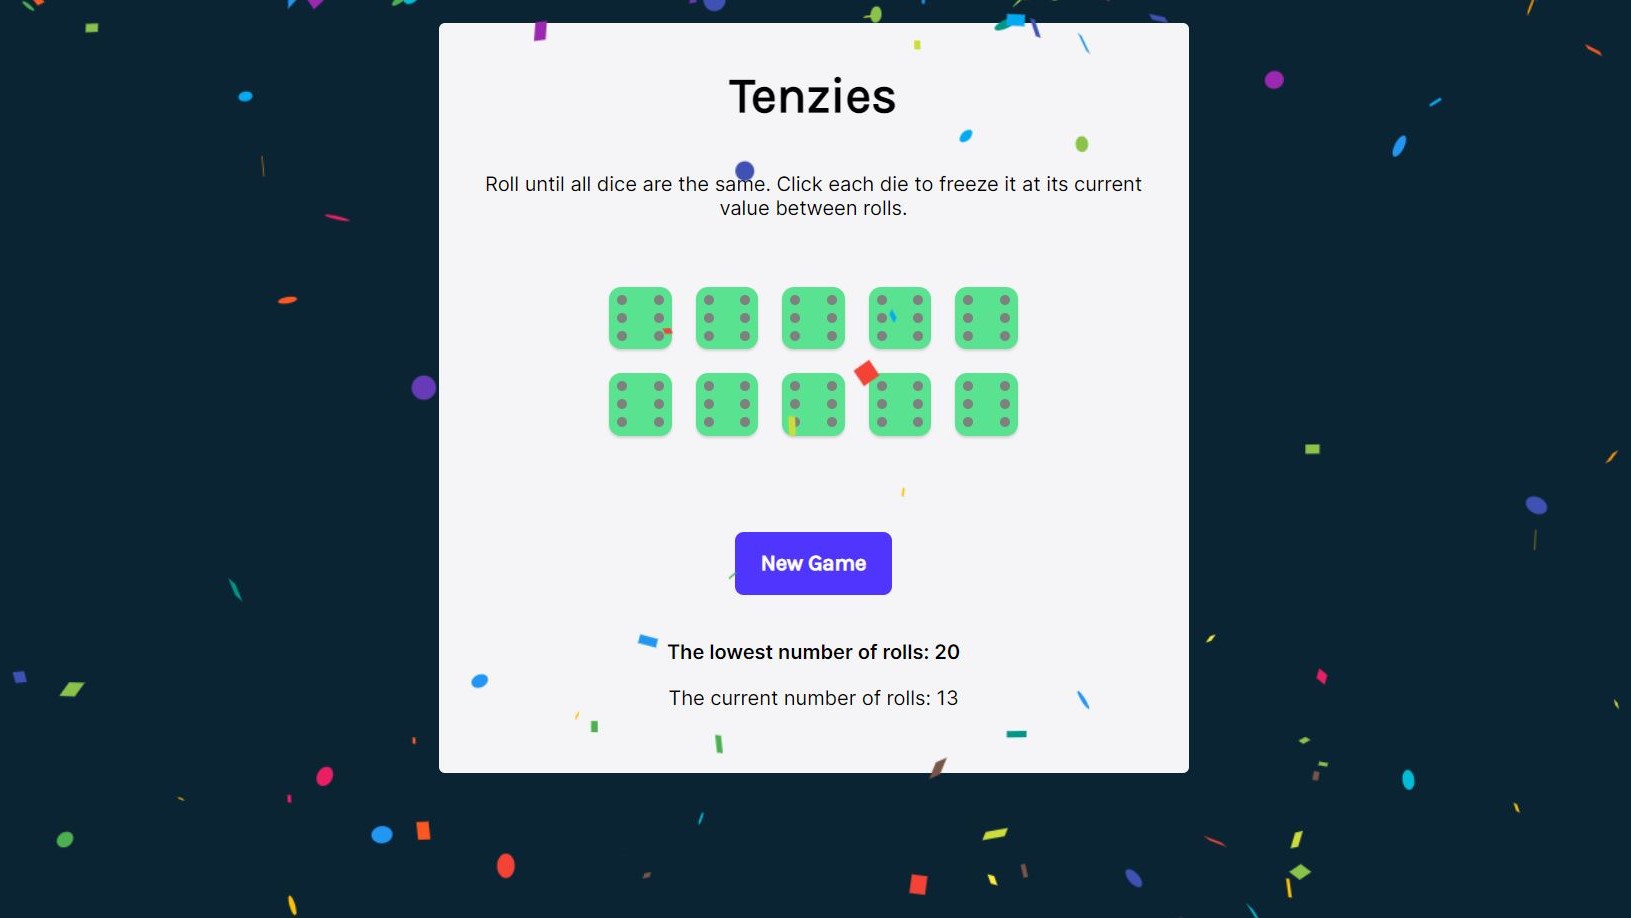 Tenzies
Roll until all dice are the same. Click each die to freeze it at its current
value between rolls.
New Game
The lowest number of rolls: 20
The current number of rolls: 13